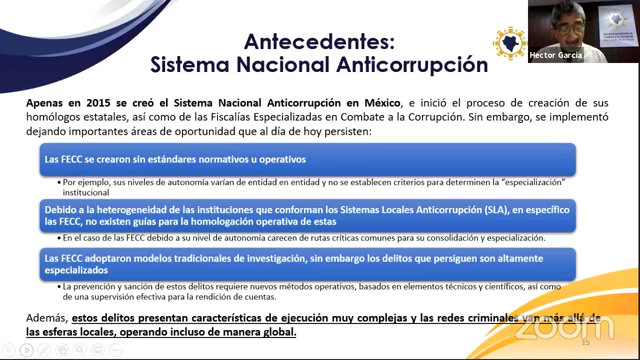 Antecedentes:
Sistema Nacional Anticorrupción
Hector Garcia
Apenas en 2015 se creó el Sistema Nacional Anticorrupción en México, e inició el proceso de creación de sus
homólogos estatales, así como de las Fiscalías Especializadas en Combate a la Corrupción. Sin embargo, se implementó
dejando importantes áreas de oportunidad que al día de hoy persisten:
Las FECC se crearon sin estándares normativos u operativos
• Por ejemplo, sus niveles de autonomía varían de entidad en entidad y no se establecen criterios para determinen la "especialización"
institucional
Debido a la heterogeneidad de las instituciones que conforman los Sistemas Locales Anticorrupción (SLA), en específico
las FECC, no existen guías para la homologación operativa de estas
• En el caso de las FECC debido a su nivel de autonomía carecen de rutas críticas comunes para su consolidación y especialización.
Las FECC adoptaron modelos tradicionales de investigación, sin embargo los delitos que persiguen son altamente
especializados
• La prevención y sanción de estos delitos requieren nuevos métodos operativos, basados en elementos técnicos y científicos, así como
de una supervisión efectiva para la rendición de cuentas.
Además, estos delitos presentan características de ejecución muy complejas y las redes criminales van más allá de
las esferas locales, operando incluso de manera global.
zoom
15